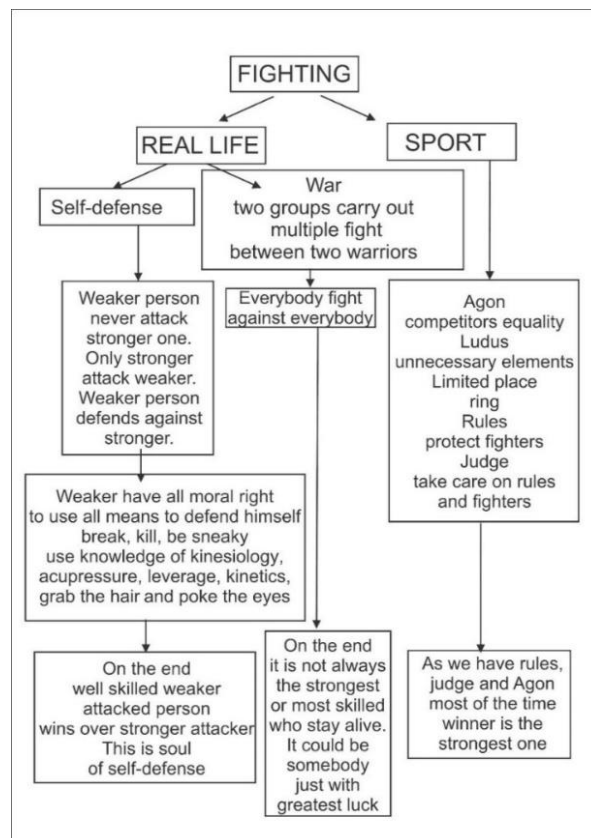 FIGHTING
REAL LIFE
SPORT
Self-defense
War
two groups carry out
multiple fight
between two warriors
Weaker person
never attack
stronger one.
Only stronger
attack weaker.
Weaker person
defends against
stronger.
Everybody fight
against everybody
Agon
competitors equality
Ludus
unnecessary elements
Limited place
ring
Rules
protect fighters
Judge
take care on rules
and fighters
Weaker have all moral right
to use all means to defend himself
break, kill, be sneaky
use knowledge of kinesiology,
acupressure, leverage, kinetics,
grab the hair and poke the eyes
On the end
well skilled weaker
attacked person
wins over stronger attacker
This is soul
of self-defense
On the end
it is not always
the strongest
or most skilled
who stay alive.
It could be
somebody
just with
greatest luck
As we have rules,
judge and Agon
most of the time
winner is the
strongest one